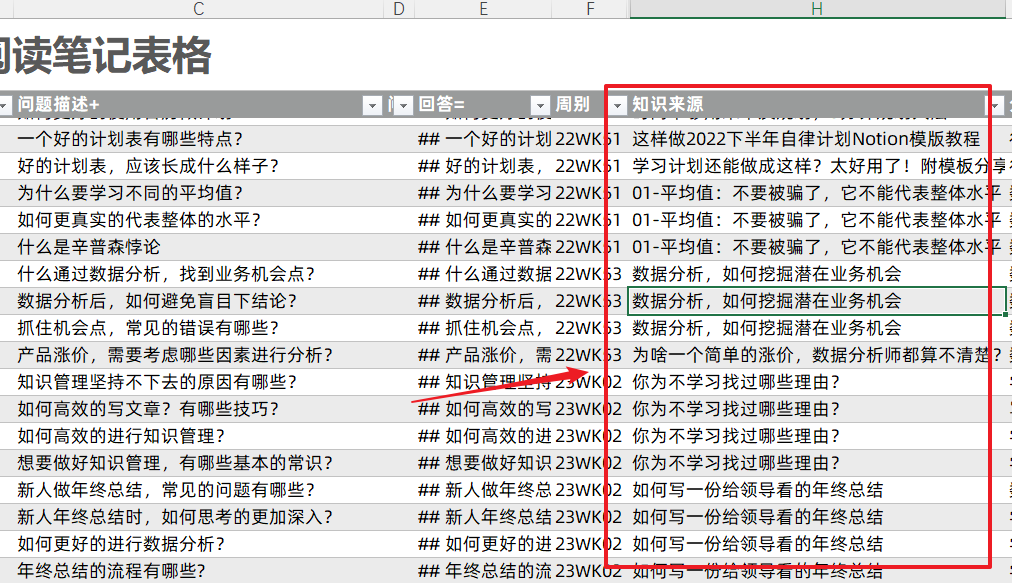 C D E F H
阅读笔记表格
问题描述+ 回答= 周别 知识来源
一个好的计划表有哪些特点? ## 一个好的计划 22WK51 这样做2022下半年自律计划Notion模版教程
好的计划表，应该长成什么样子? ## 好的计划表， 22WK51 学习计划还能做成这样？太好用了！附模板分享
为什么要学习不同的平均值? ## 为什么要学习 22WK51 01-平均值：不要被骗了，它不能代表整体水平
如何更真实的代表整体的水平? ## 如何更真实的 22WK51 01-平均值：不要被骗了，它不能代表整体水平
什么是辛普森悖论 ## 什么是辛普森 22WK51 01-平均值：不要被骗了，它不能代表整体水平
什么通过数据分析，找到业务机会点? ## 什么通过数据 22WK53 数据分析，如何挖掘潜在业务机会
数据分析后，如何避免盲目下结论? ## 数据分析后， 22WK53 数据分析，如何挖掘潜在业务机会
抓住机会点，常见的错误有哪些? ## 抓住机会点， 22WK53 数据分析，如何挖掘潜在业务机会
产品涨价，需要考虑哪些因素进行分析? ## 产品涨价，需 22WK53 为啥一个简单的涨价，数据分析师都算不清楚?
知识管理坚持不下去的原因有哪些? ## 知识管理坚持 23WK02 你为不学习找过哪些理由?
如何高效的写文章？有哪些技巧? ## 如何高效的写 23WK02 你为不学习找过哪些理由?
如何高效的进行知识管理? ## 如何高效的进 23WK02 你为不学习找过哪些理由?
想要做好知识管理，有哪些基本的常识? ## 想要做好知识 23WK02 你为不学习找过哪些理由?
新人做年终总结，常见的问题有哪些? ## 新人做年终总 23WK02 如何写一份给领导看的年终总结
新人年终总结时，如何思考的更加深入? ## 新人年终总结 23WK02 如何写一份给领导看的年终总结
如何更好的进行数据分析? ## 如何更好的进 23WK02 如何写一份给领导看的年终总结
年终总结的流程有哪些? ## 年终总结的流 23WK02 如何写一份给领导看的年终总结